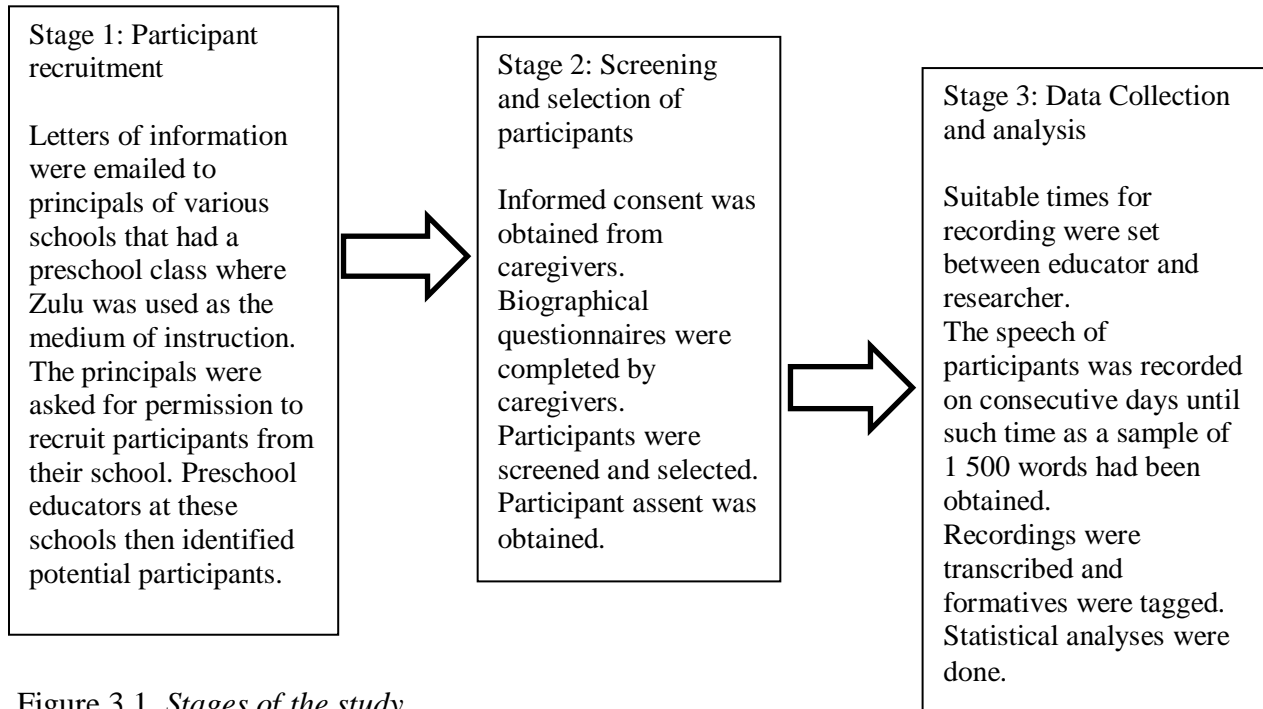 Stage 1: Participant
recruitment
Letters of information
were emailed to
principals of various
schools that had a
preschool class where
Zulu was used as the
medium of instruction.
The principals were
asked for permission to
recruit participants from
their school. Preschool
educators at these
schools then identified
potential participants.
Stage 2: Screening
and selection of
participants
Informed consent was
obtained from
caregivers.
Biographical
questionnaires were
completed by
caregivers.
Participants were
screened and selected.
Participant assent was
obtained.
Stage 3: Data Collection
and analysis
Suitable times for
recording were set
between educator and
researcher.
The speech of
participants was recorded
on consecutive days until
such time as a sample of
1 500 words had been
obtained.
Recordings were
transcribed and
formatives were tagged.
Statistical analyses were
done.
Figure 3.1. Stages of the study